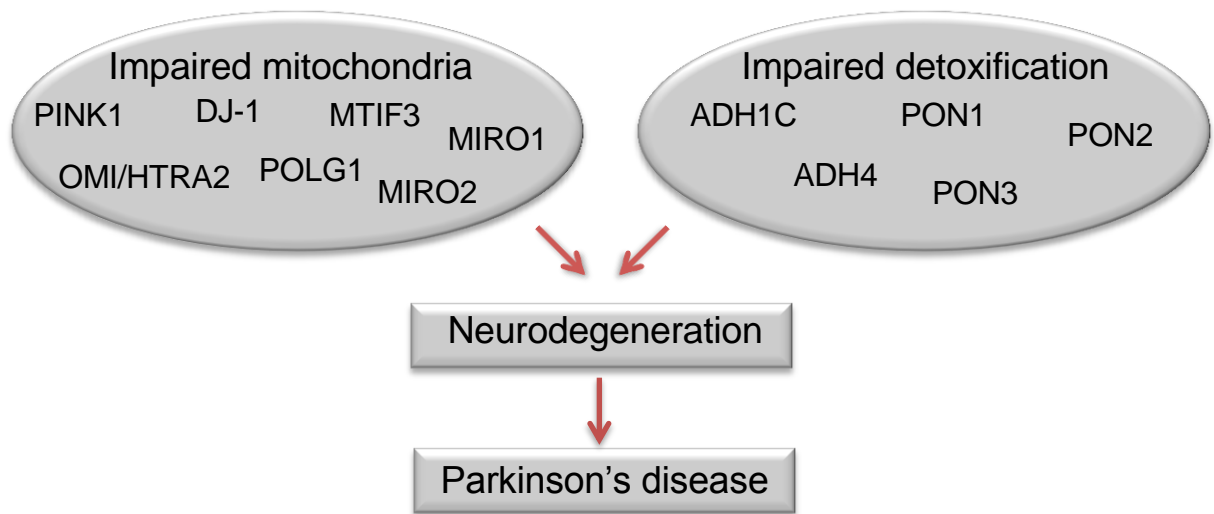 Impaired mitochondria
PINK1 DJ-1 MTIF3
MIRO1
OMI/HTRA2 POLG1
MIRO2
Impaired detoxification
ADH1C PON1
PON2
ADH4
PON3
Neurodegeneration
Parkinson’s disease